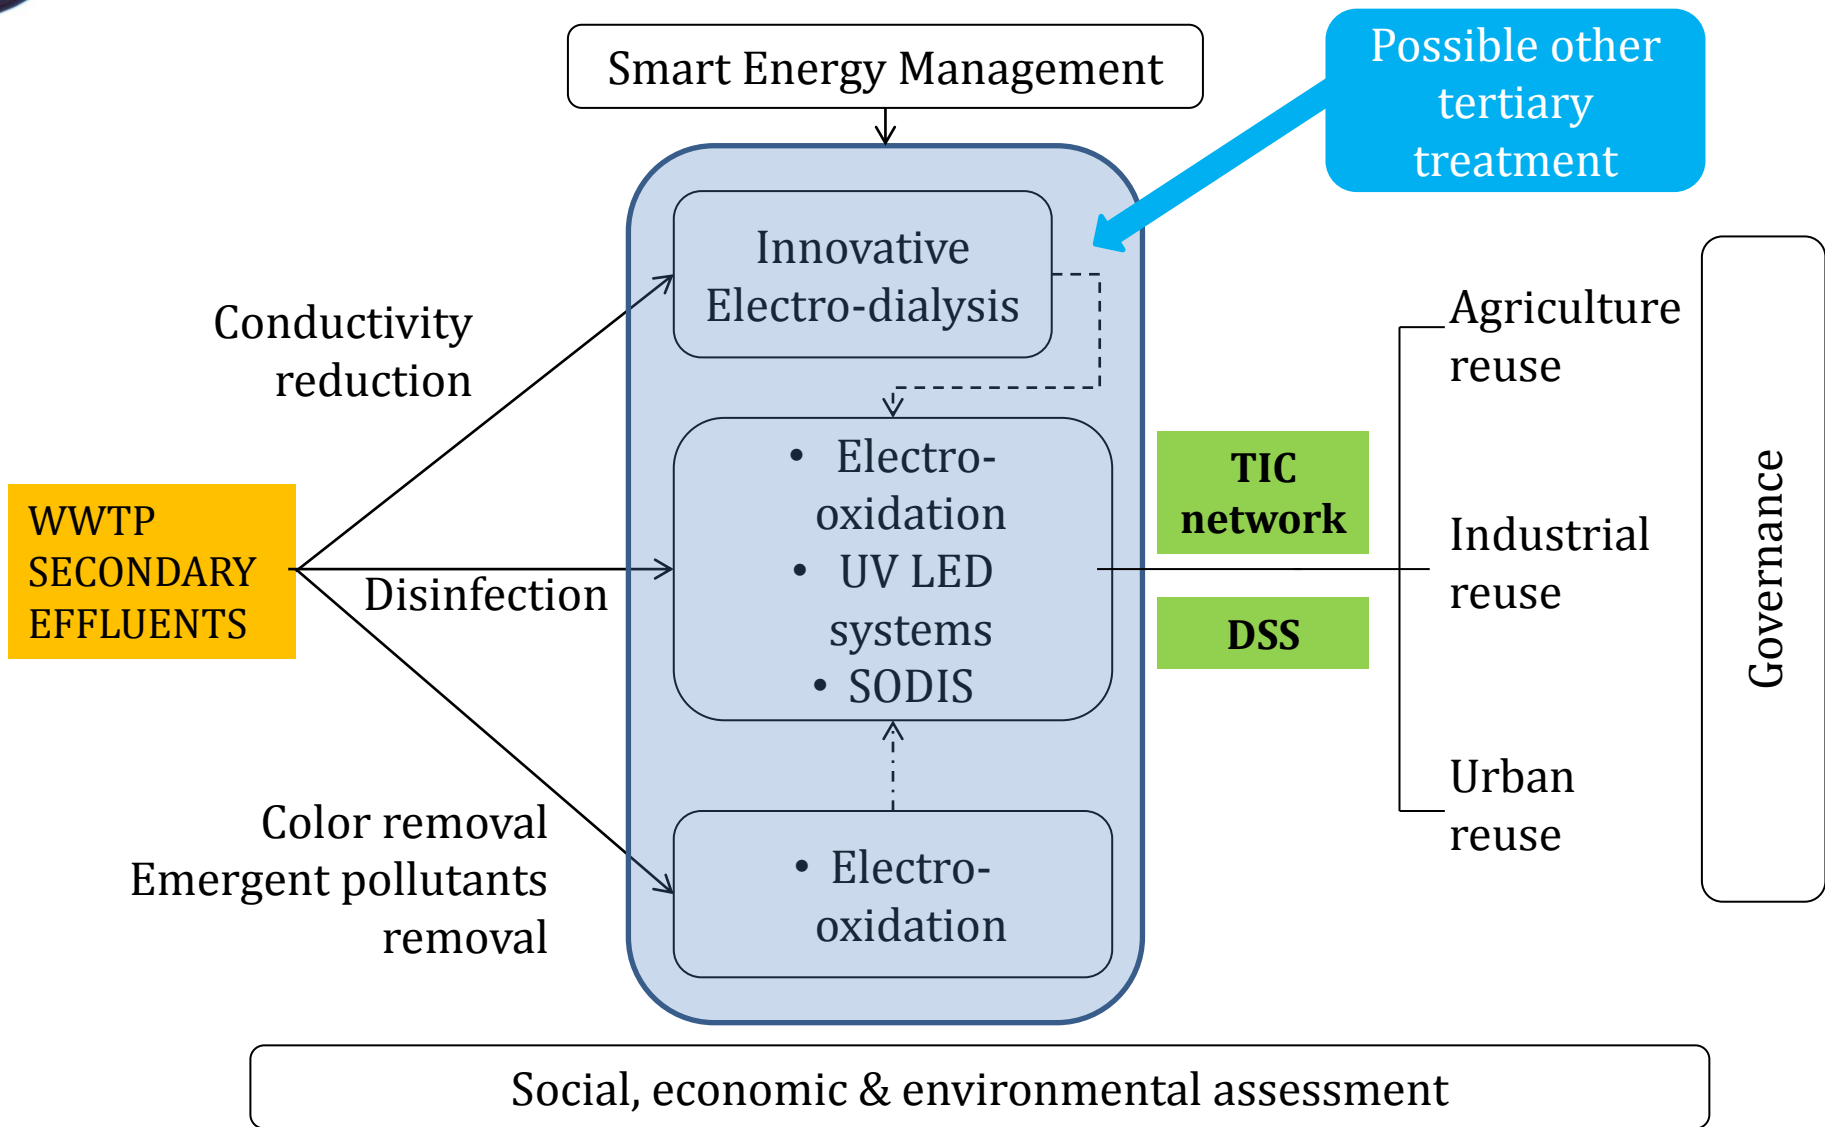 Smart Energy Management
Possible other
tertiary
treatment
Innovative
Electro-dialysis
Conductivity
reduction
WWTP
SECONDARY
EFFLUENTS
Disinfection
• Electro-
oxidation
• UV LED
systems
• SODIS
Color removal
Emergent pollutants
removal
• Electro-
oxidation
TIC
network
DSS
Agriculture
reuse
Industrial
reuse
Urban
reuse
Governance
Social, economic & environmental assessment